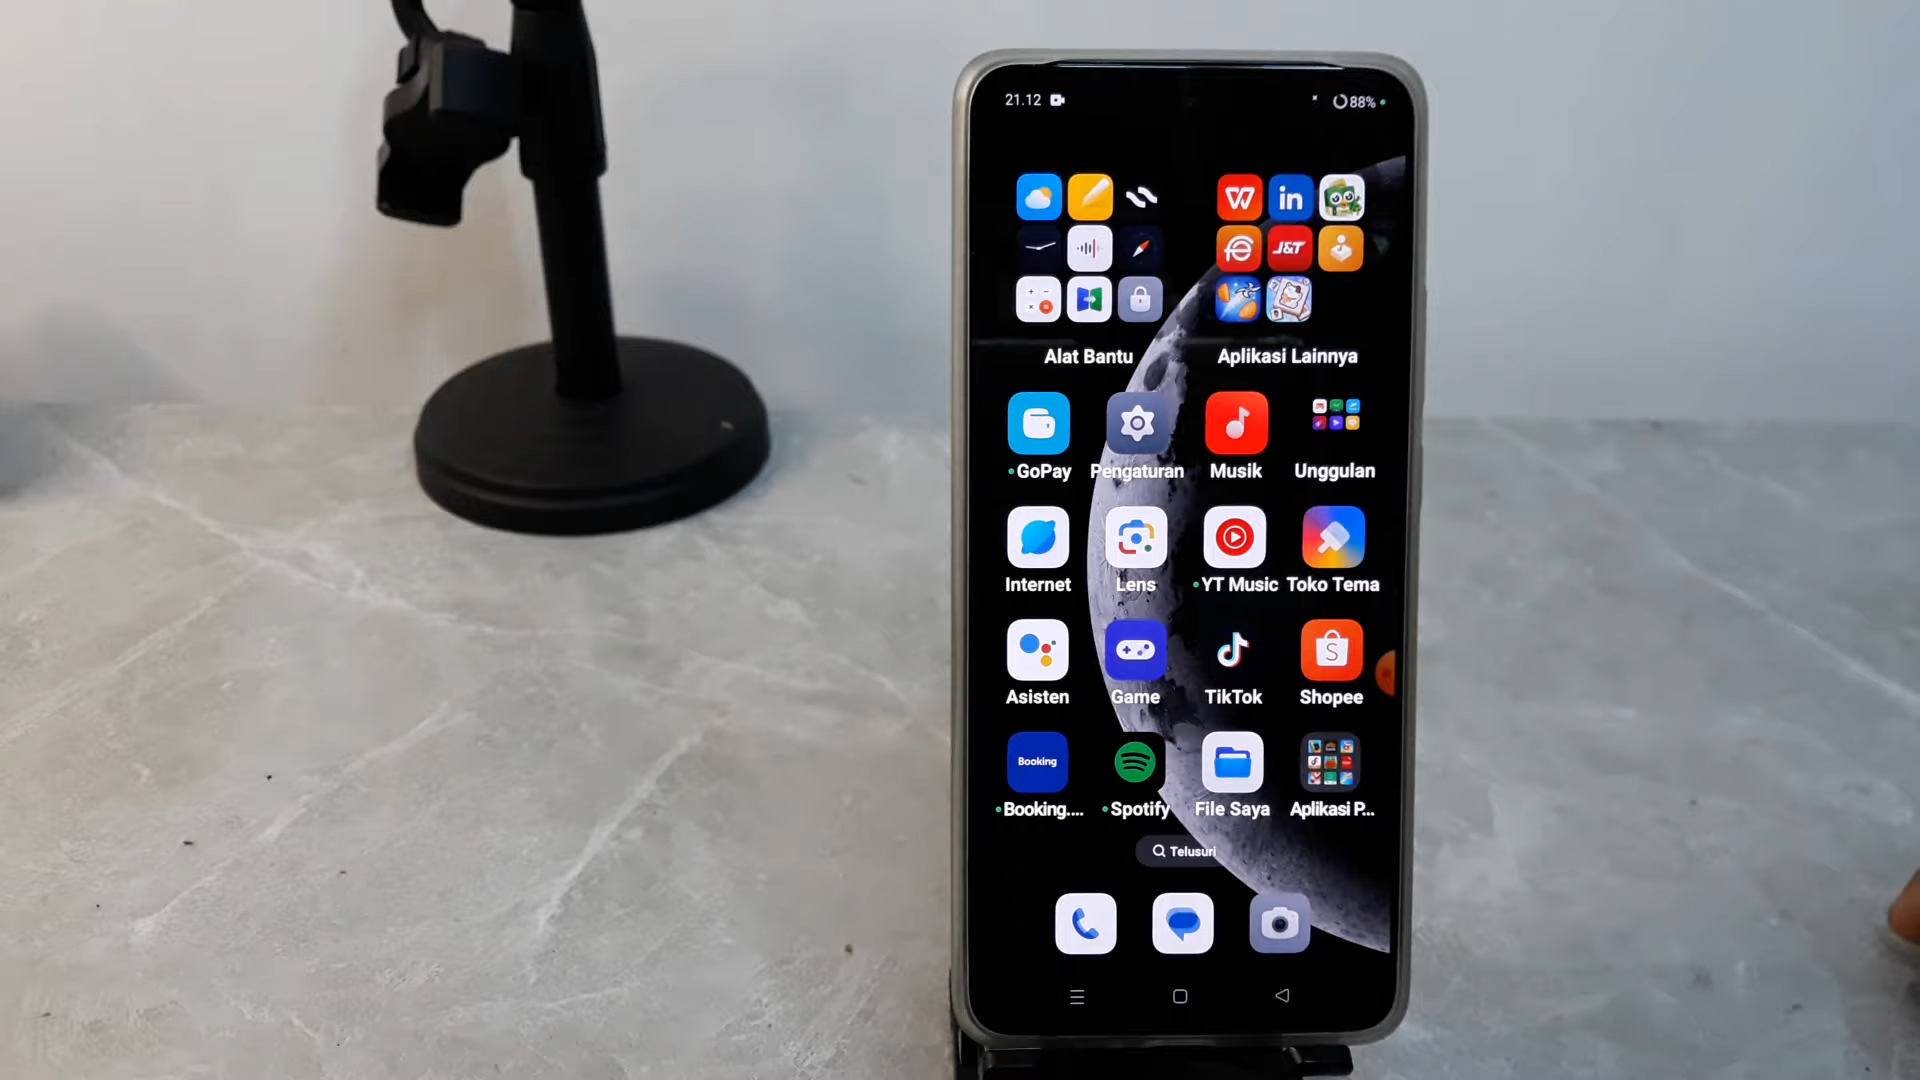 21.12
88%
in
J&T
Alat Bantu
Aplikasi Lainnya
GoPay
Pengaturan
Musik
Unggulan
Internet
Lens
YT Music
Toko Tema
Asisten
Game
TikTok
Shopee
Booking
Booking....
Spotify
File Saya
Aplikasi P...
Telusuri